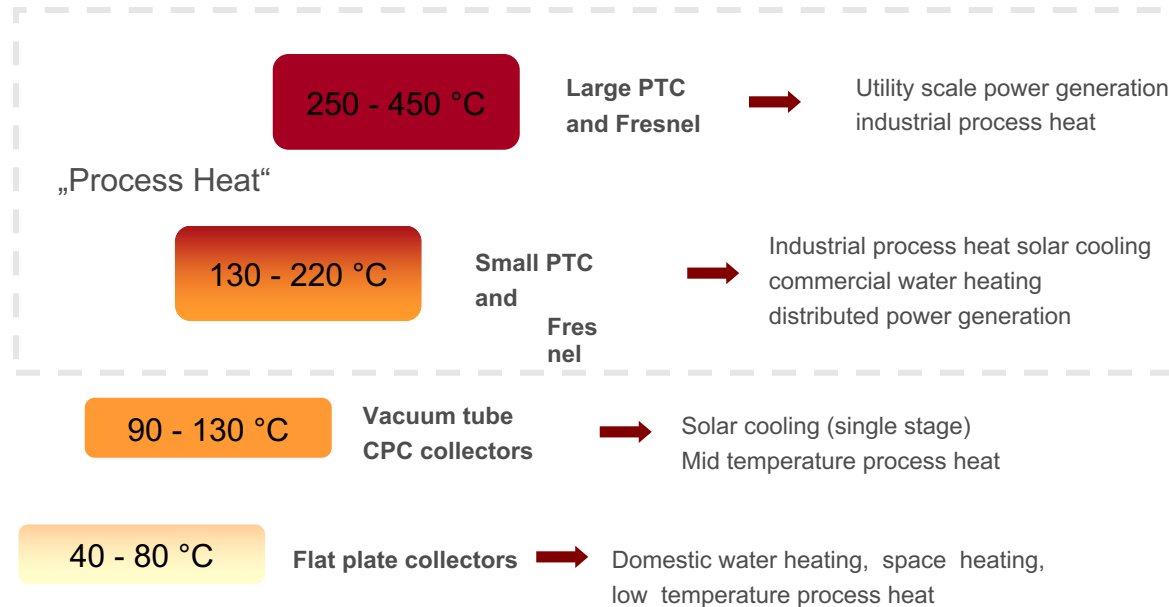 250 - 450 °C
Large PTC
and Fresnel
Utility scale power generation
industrial process heat
„Process Heat“
130 - 220 °C
Small PTC
and
Fres
nel
Industrial process heat solar cooling
commercial water heating
distributed power generation
90 - 130 °C
Vacuum tube
CPC collectors
Solar cooling (single stage)
Mid temperature process heat
40 - 80 °C
Flat plate collectors
Domestic water heating, space heating,
low temperature process heat